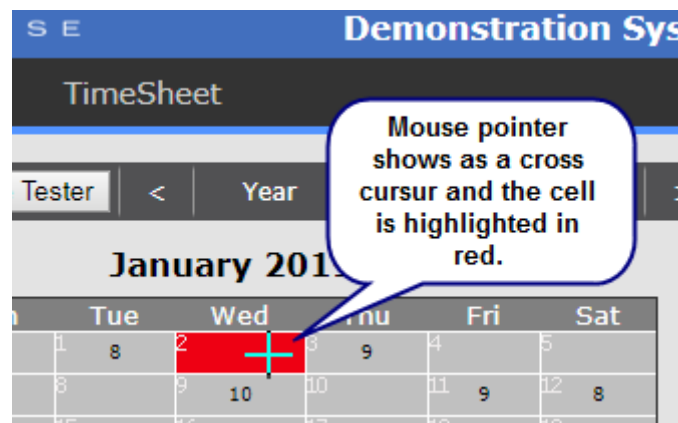 S E Demonstration Sys
TimeSheet
Mouse pointer
shows as a cross
cursur and the cell
is highlighted in
red.
Tester < Year
January 201
Tue Wed Thu Fri Sat
1 8 2 3 9 4 5
8 9 10 10 11 9 12 8